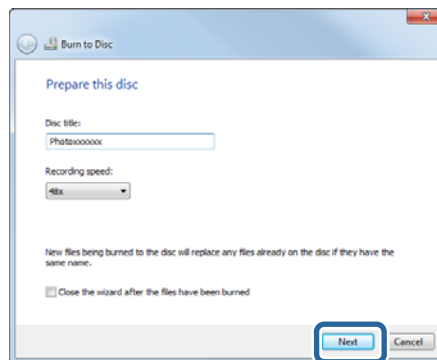 Burn to Disc
Prepare this disc
Disc title:
Photoxxxxxx
Recording speed:
48x
New files being burned to the disc will replace any files already on the disc if they have the
same name.
Close the wizard after the files have been burned
Next Cancel